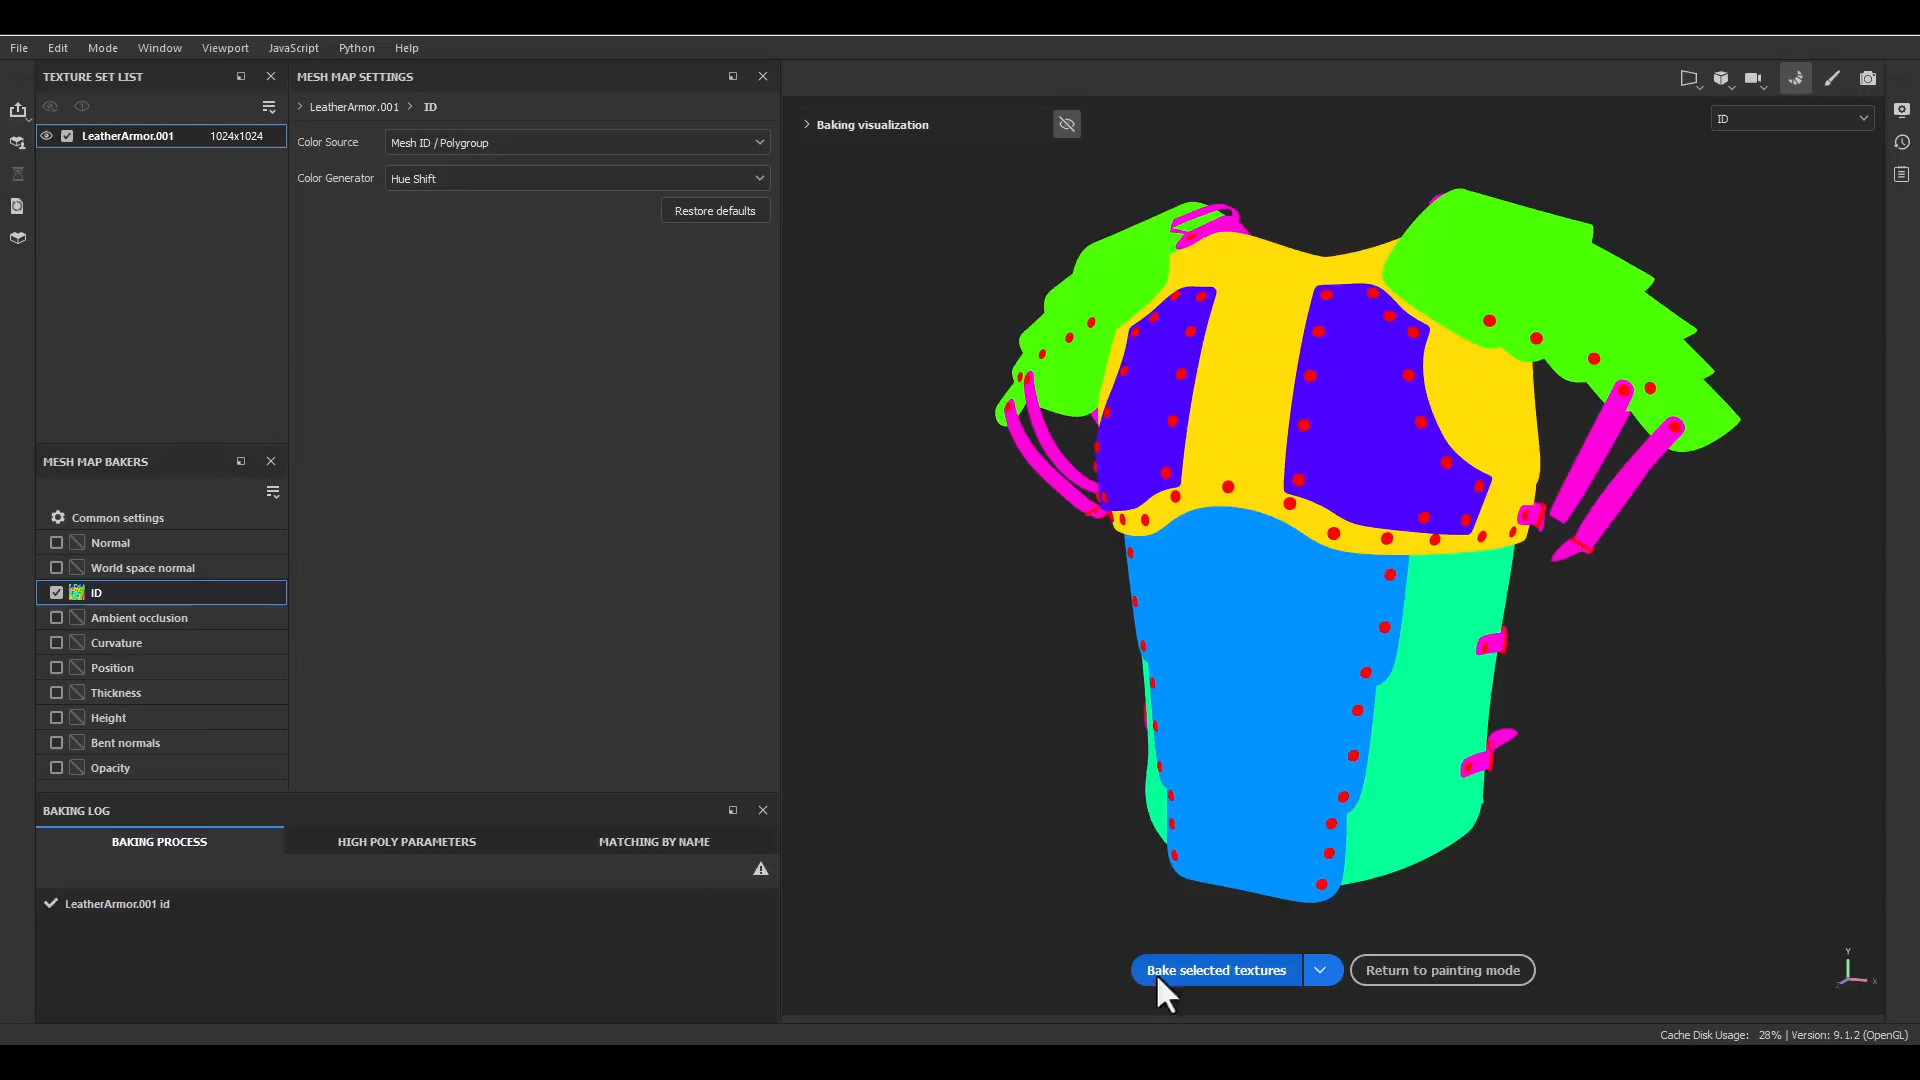 File Edit Mode Window Viewport JavaScript Python Help
TEXTURE SET LIST
LeatherArmor.001 1024x1024
MESH MAP SETTINGS
LeatherArmor.001 > ID
Color Source Mesh ID / Polygroup
Color Generator Hue Shift
Restore defaults
Baking visualization
ID
MESH MAP BAKERS
Common settings
Normal
World space normal
ID
Ambient occlusion
Curvature
Position
Thickness
Height
Bent normals
Opacity
BAKING LOG
BAKING PROCESS HIGH POLY PARAMETERS MATCHING BY NAME
LeatherArmor.001 id
Bake selected textures Return to painting mode
Y
X
Z
Cache Disk Usage: 28% | Version: 9.1.2 (OpenGL)